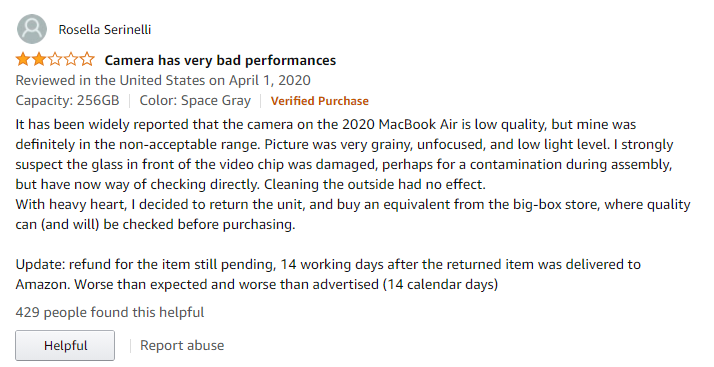 Rosella Serinelli
Camera has very bad performances
Reviewed in the United States on April 1, 2020
Capacity: 256GB | Color: Space Gray | Verified Purchase
It has been widely reported that the camera on the 2020 MacBook Air is low quality, but mine was
definitely in the non-acceptable range. Picture was very grainy, unfocused, and low light level. I strongly
suspect the glass in front of the video chip was damaged, perhaps for a contamination during assembly,
but have now way of checking directly. Cleaning the outside had no effect.
With heavy heart, I decided to return the unit, and buy an equivalent from the big-box store, where quality
can (and will) be checked before purchasing.
Update: refund for the item still pending, 14 working days after the returned item was delivered to
Amazon. Worse than expected and worse than advertised (14 calendar days)
429 people found this helpful
Helpful | Report abuse